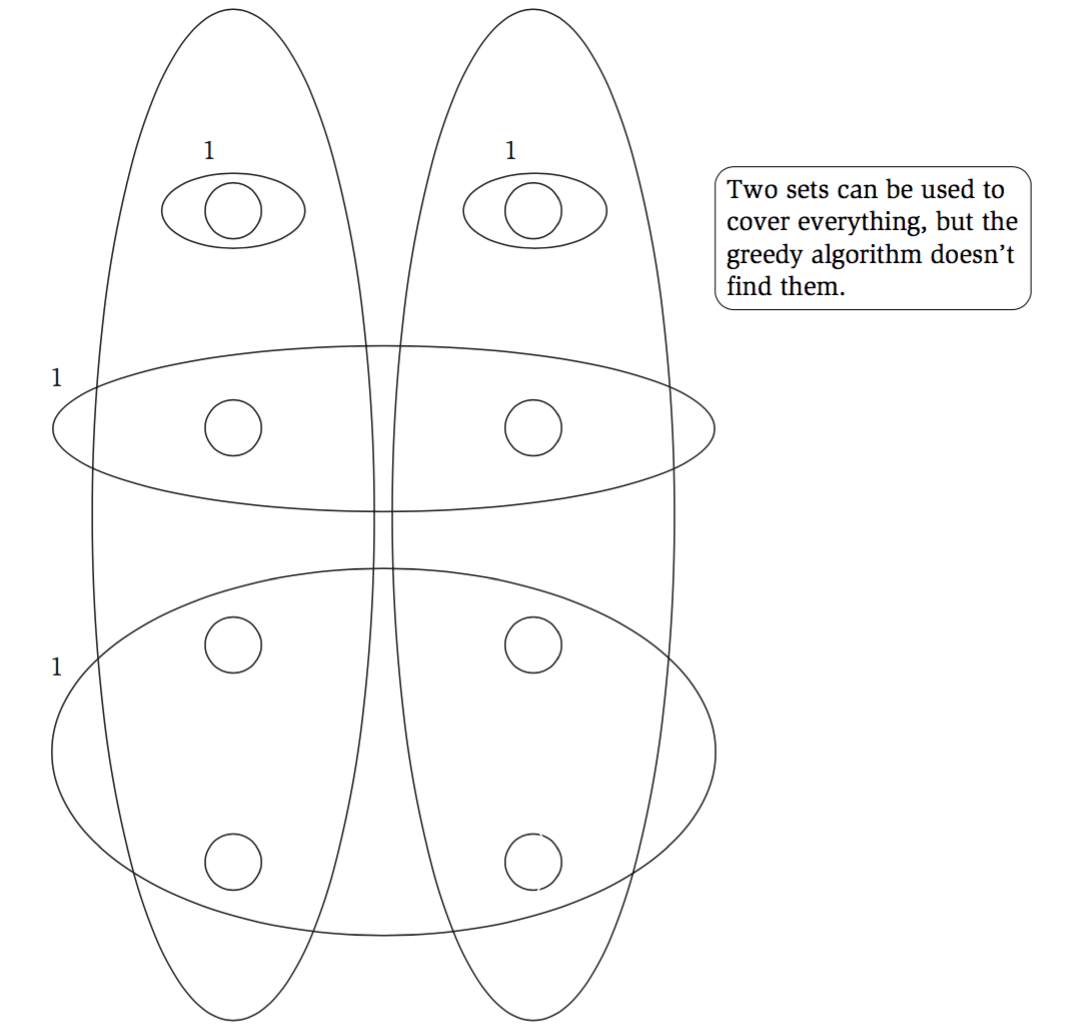 1
1
Two sets can be used to
cover everything, but the
greedy algorithm doesn’t
find them.
1
1